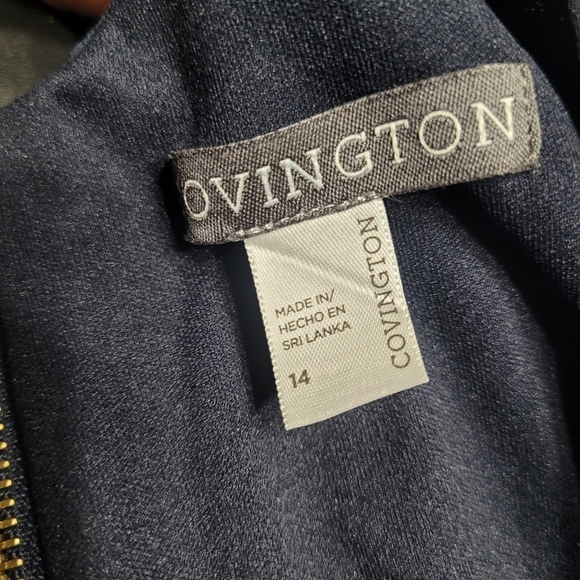 COVINGTON
MADE IN/
HECHO EN
SRI LANKA
14
COVINGTON